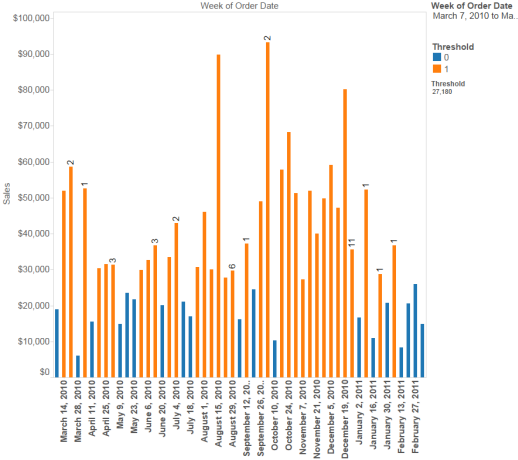 Week of Order Date
Week of Order Date
March 7, 2010 to Ma..
Threshold
0
1
Threshold
27,180
Sales
$100,000
$90,000
$80,000
$70,000
$60,000
$50,000
$40,000
$30,000
$20,000
$10,000
$0
2
1
3
3
2
6
1
2
11
1
1
1
March 14, 2010
March 28, 2010
April 11, 2010
April 25, 2010
May 9, 2010
May 23, 2010
June 6, 2010
June 20, 2010
July 4, 2010
July 18, 2010
August 1, 2010
August 15, 2010
August 29, 2010
September 12, 20..
September 26, 20..
October 10, 2010
October 24, 2010
November 7, 2010
November 21, 2010
December 5, 2010
December 19, 2010
January 2, 2011
January 16, 2011
January 30, 2011
February 13, 2011
February 27, 2011